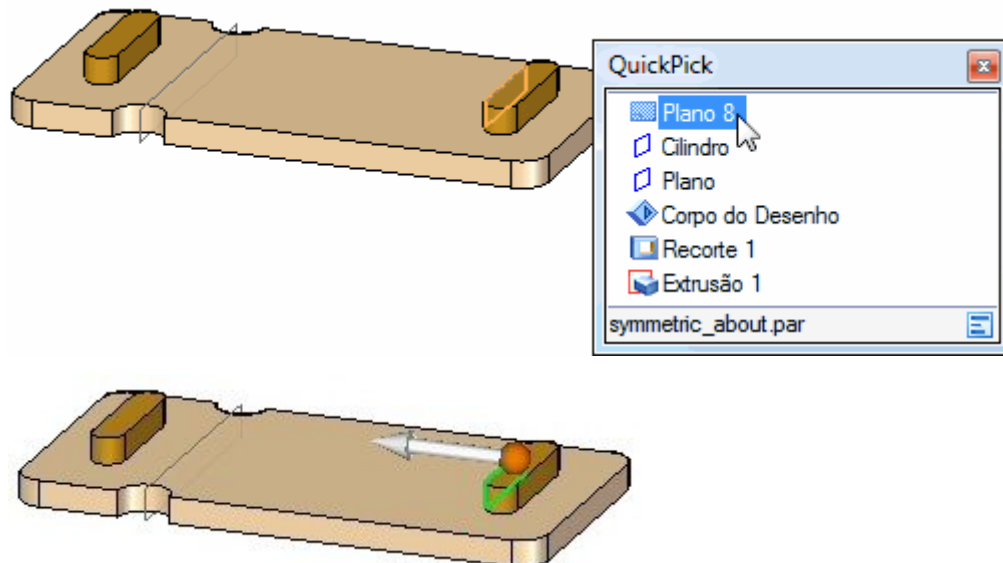 QuickPick
Plano 8
Cilindro
Plano
Corpo do Desenho
Recorte 1
Extrusão 1
symmetric_about.par